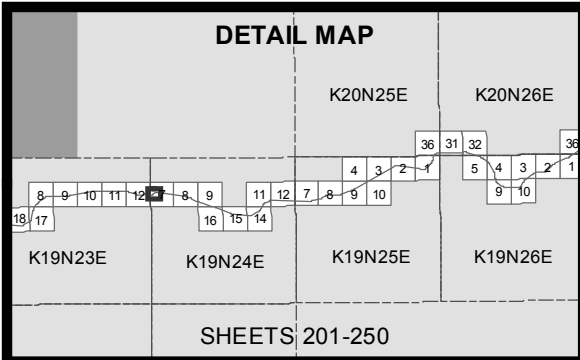 DETAIL MAP
K20N25E K20N26E
36 31 32 36
4 3 2 1 5 4 3 2 1
8 9 10 11 12 7 8 9 11 12 7 8 9 10 9 10
18 17 16 15 14
K19N23E K19N24E K19N25E K19N26E
SHEETS 201-250